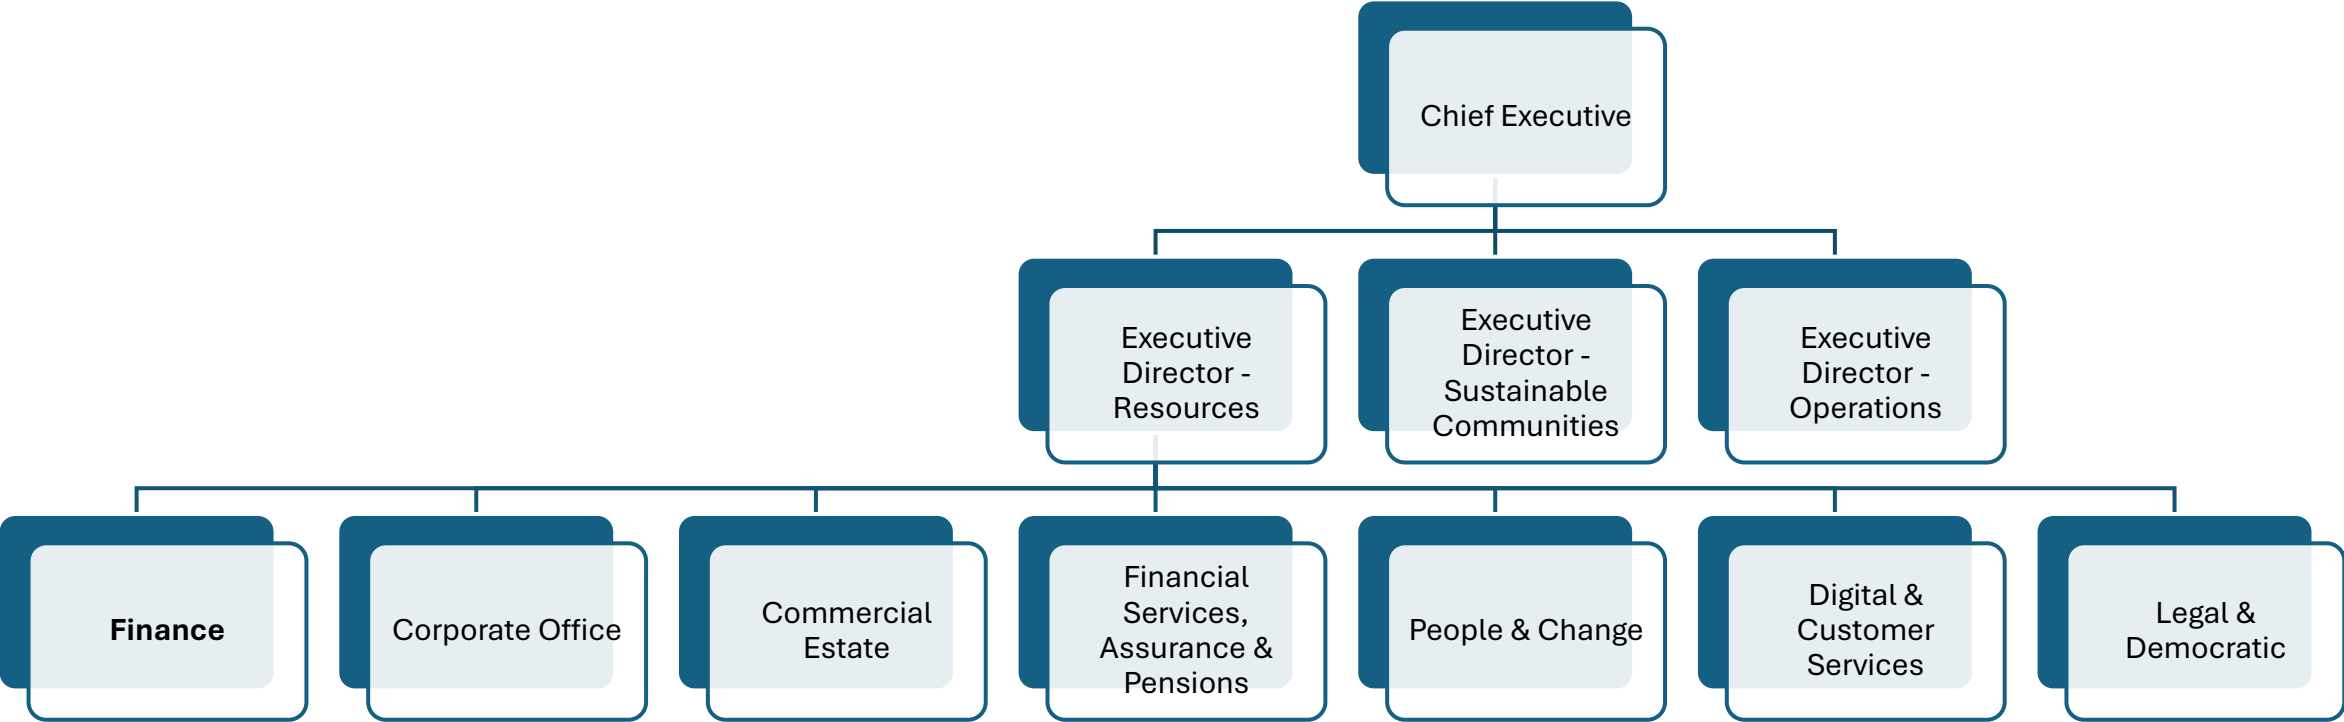 Chief Executive
Executive
Director -
Resources
Executive
Director -
Sustainable
Communities
Executive
Director -
Operations
Finance
Corporate Office
Commercial
Estate
Financial
Services,
Assurance &
Pensions
People & Change
Digital &
Customer
Services
Legal &
Democratic